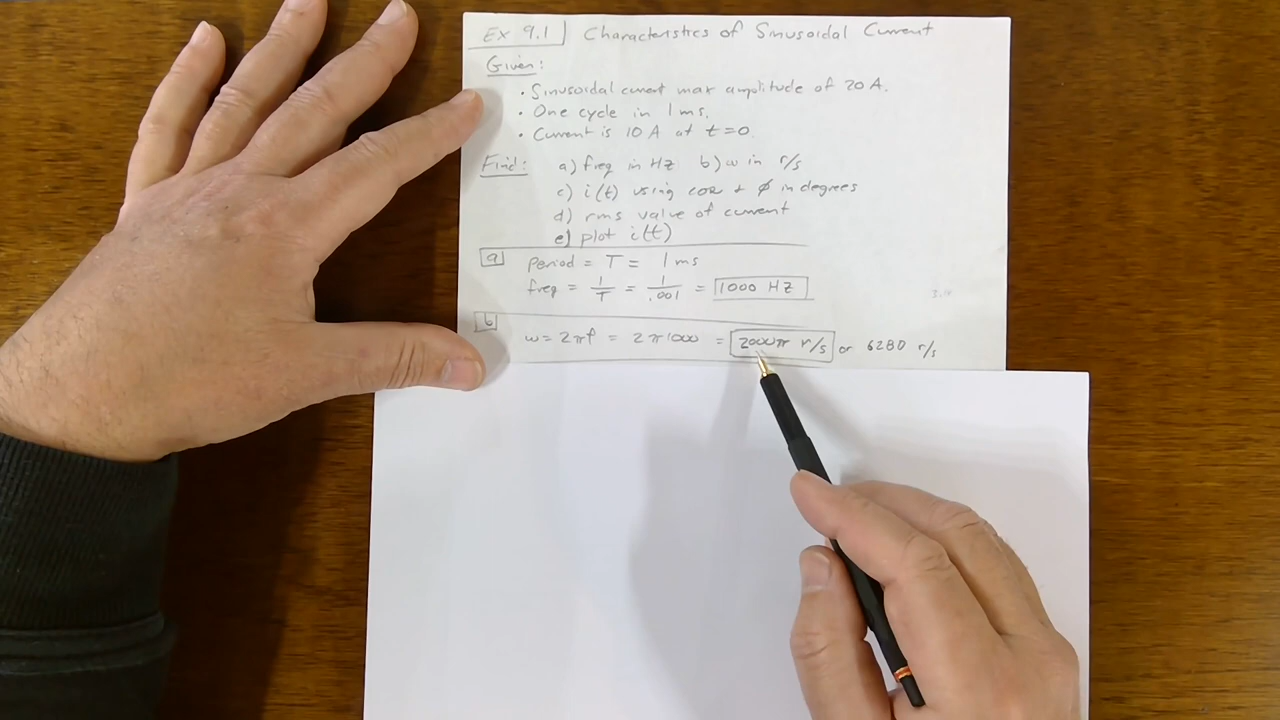 Ex 9.1 Characteristics of Sinusoidal Current
Given:
• Sinusoidal current max amplitude of 20 A.
• One cycle in 1 ms.
• Current is 10 A at t=0.
Find: a) freq in Hz b) ω in r/s
c) i(t) using cos + ϕ in degrees
d) rms value of current
e) plot i(t)
a period = T = 1 ms
freq = 1/T = 1/.001 = 1000 HZ
3.14
b ω = 2πf = 2π1000 = 2000π r/s or 6280 r/s